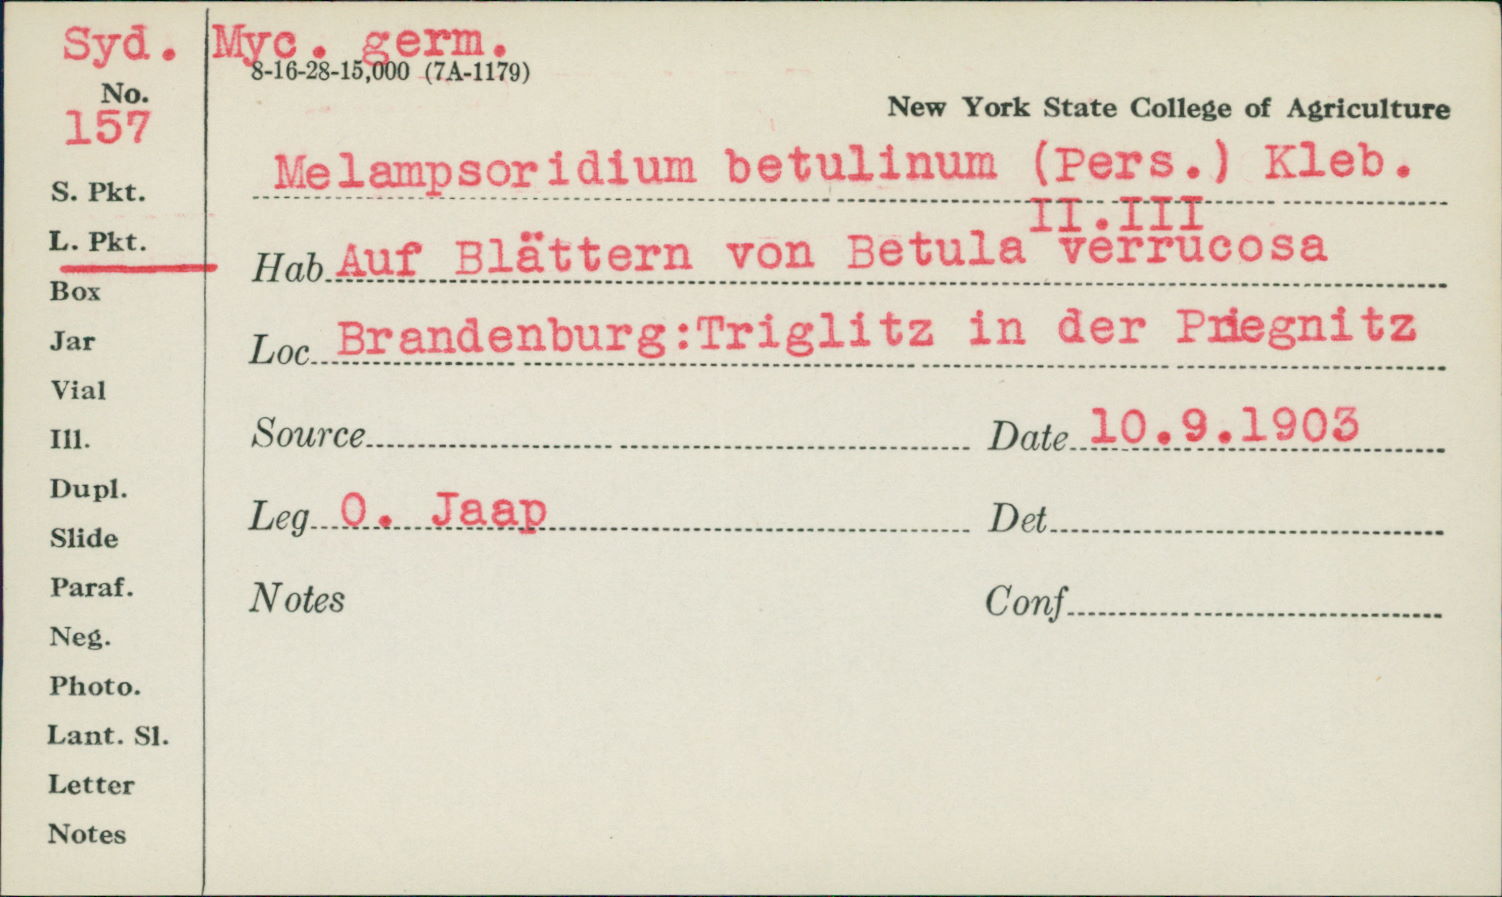 Syd. Myc. germ.
8-16-28-15,000 (7A-1179)
No.
157
New York State College of Agriculture
Melampsoridium betulinum (Pers.) Kleb.
II.III
S. Pkt.
L. Pkt.
Box
Jar
Vial
Ill.
Dupl.
Slide
Paraf.
Neg.
Photo.
Lant. Sl.
Letter
Notes
Hab Auf Blättern von Betula verrucosa
Loc Brandenburg:Triglitz in der Priegnitz
Source
Date 10.9.1903
Leg O. Jaap
Det
Notes
Conf